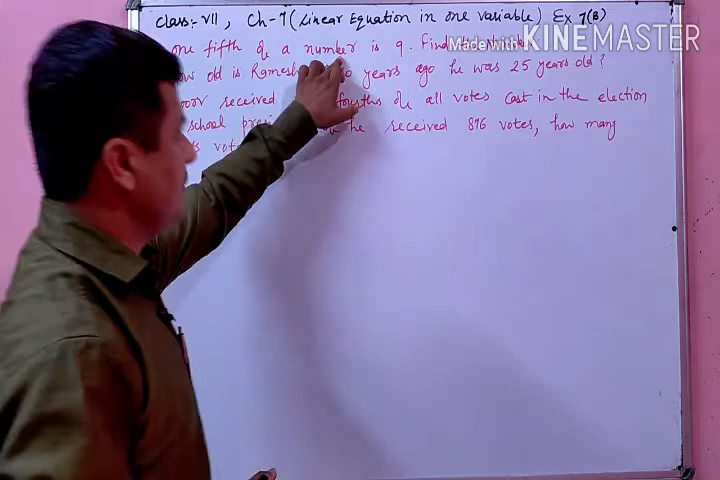 Class:- VII, Ch-7 (Linear Equation in one variable) Ex 7(B)
one fifth of a number is 9. Find the
Made with KINEMASTER
old is Ramesh years ago he was 25 years old?
received fourths of all votes cast in the election
school he received 876 votes, how many